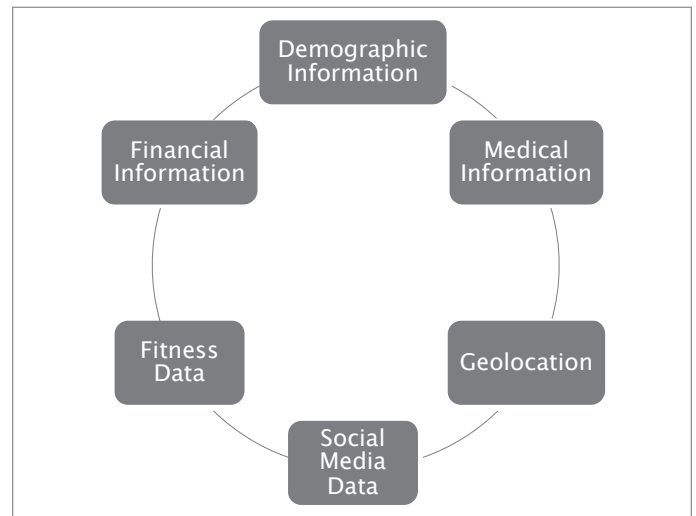 Demographic
Information
Financial
Information
Medical
Information
Fitness
Data
Geolocation
Social
Media
Data